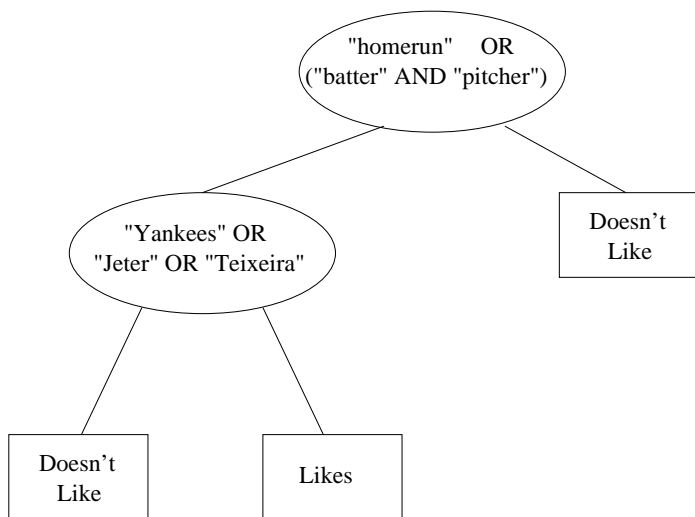 "homerun" OR
("batter" AND "pitcher")
"Yankees" OR
"Jeter" OR "Teixeira"
Doesn't
Like
Doesn't
Like
Likes